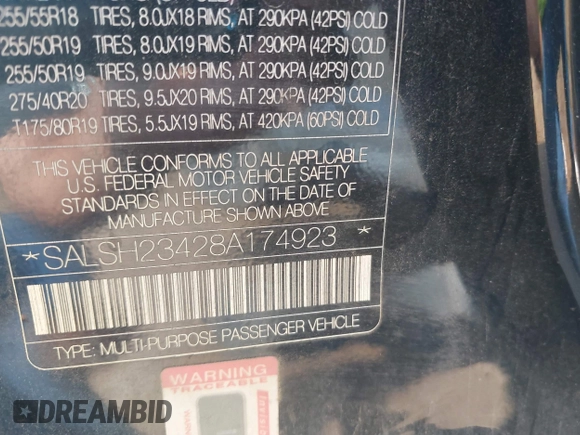 255/55R18 TIRES, 8.0JX18 RIMS, AT 290KPA (42PSI) COLD
255/50R19 TIRES, 8.0JX19 RIMS, AT 290KPA (42PSI) COLD
255/50R19 TIRES, 9.0JX19 RIMS, AT 290KPA (42PSI) COLD
275/40R20 TIRES, 9.5JX20 RIMS, AT 290KPA (42PSI) COLD
T175/80R19 TIRES, 5.5JX19 RIMS, AT 420KPA (60PSI) COLD
THIS VEHICLE CONFORMS TO ALL APPLICABLE
U.S. FEDERAL MOTOR VEHICLE SAFETY
STANDARDS IN EFFECT ON THE DATE OF
MANUFACTURE SHOWN ABOVE
*SALSH23428A174923*
TYPE: MULTI-PURPOSE PASSENGER VEHICLE
WARNING
TRACEABLE
DREAMBID